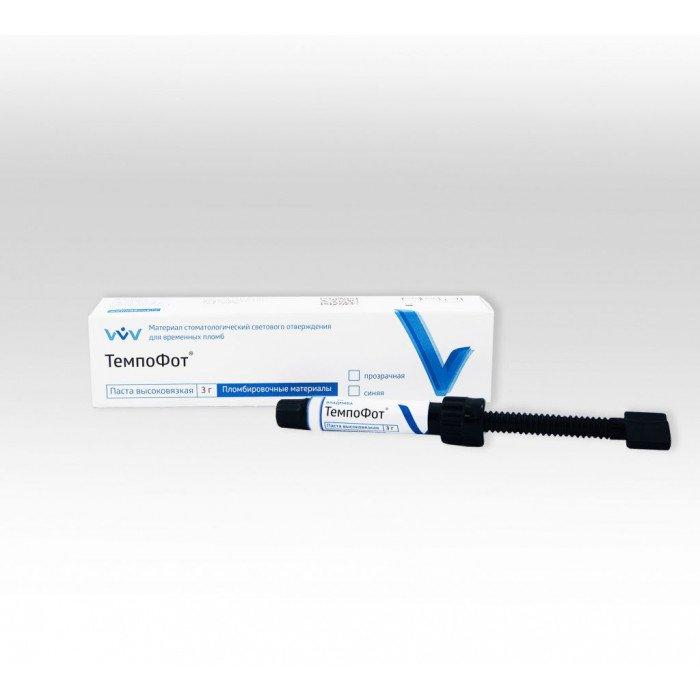 Материал стоматологический светового отверждения
для временных пломб
ТемпоФот®
Паста высоковязкая 3 г Пломбировочные материалы
прозрачная
синяя
ВЛАДМИВА
ТемпоФот®
Паста высоковязкая 3 г